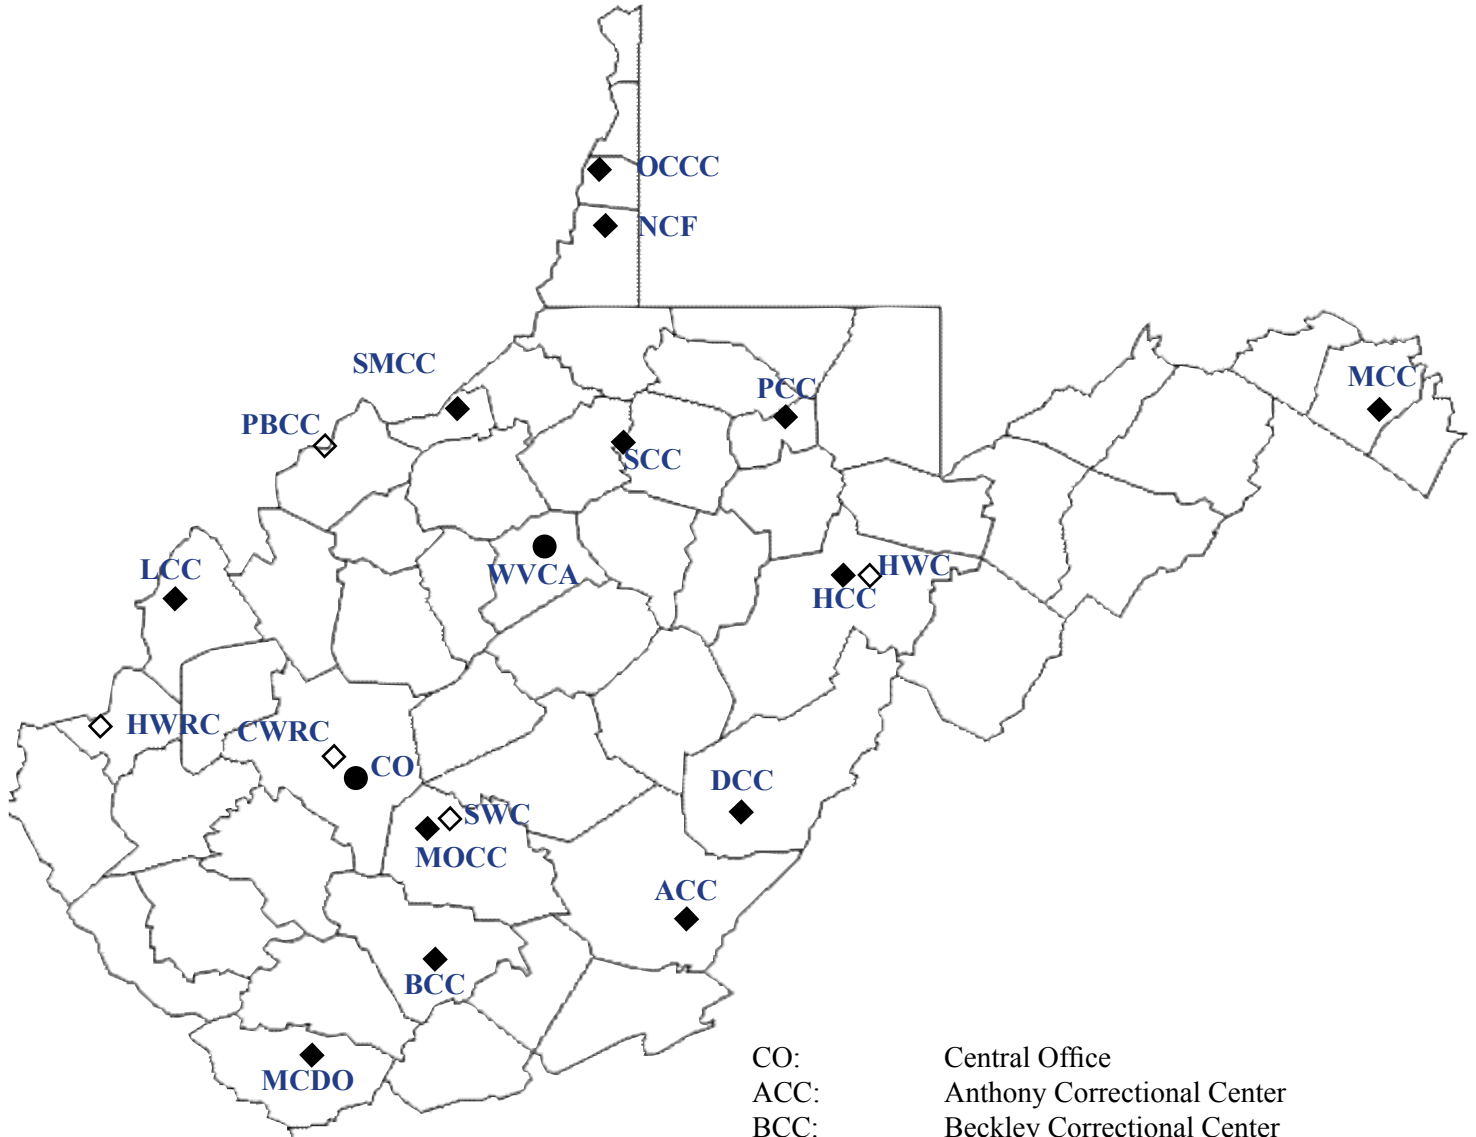 OCCC
NCF
SMCC
PCC
MCC
PBCC
SCC
LCC
WVCA
HWC
HCC
HWRC
CWRC
CO
DCC
SWC
MOCC
ACC
BCC
MCDO
CO: Central Office
ACC: Anthony Correctional Center
BCC: Beckley Correctional Center